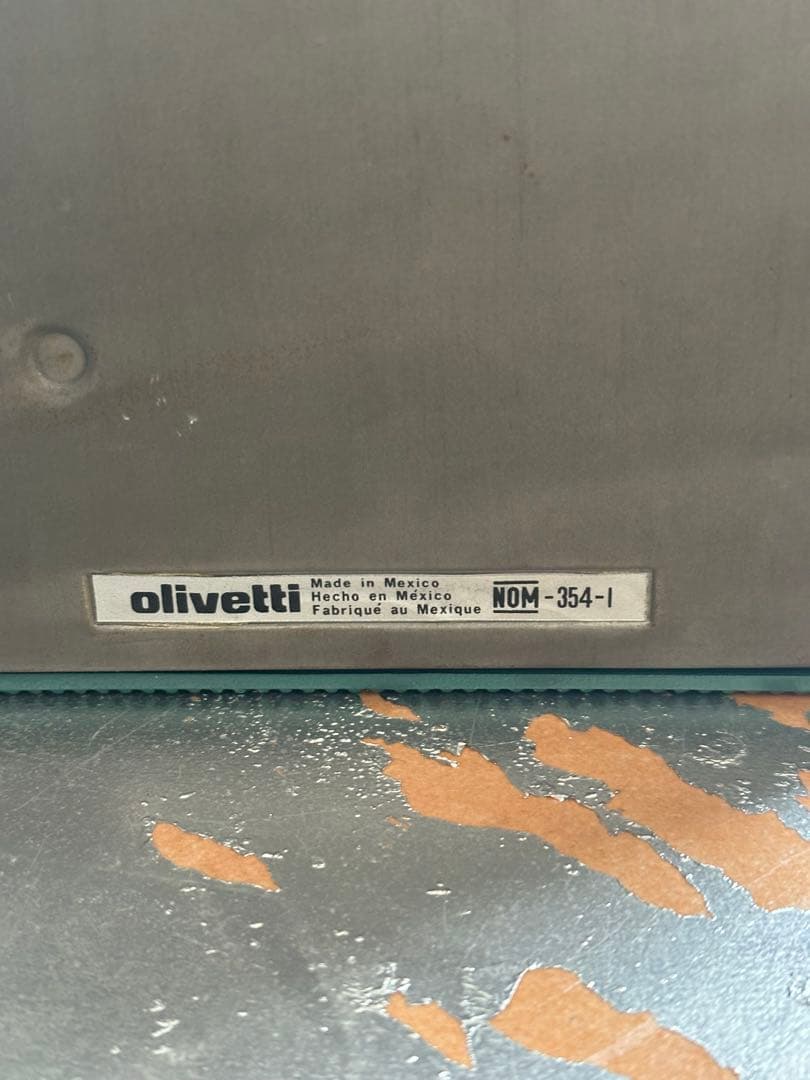 olivetti
Made in Mexico
Hecho en México
Fabriqué au Mexique
NOM-354-I